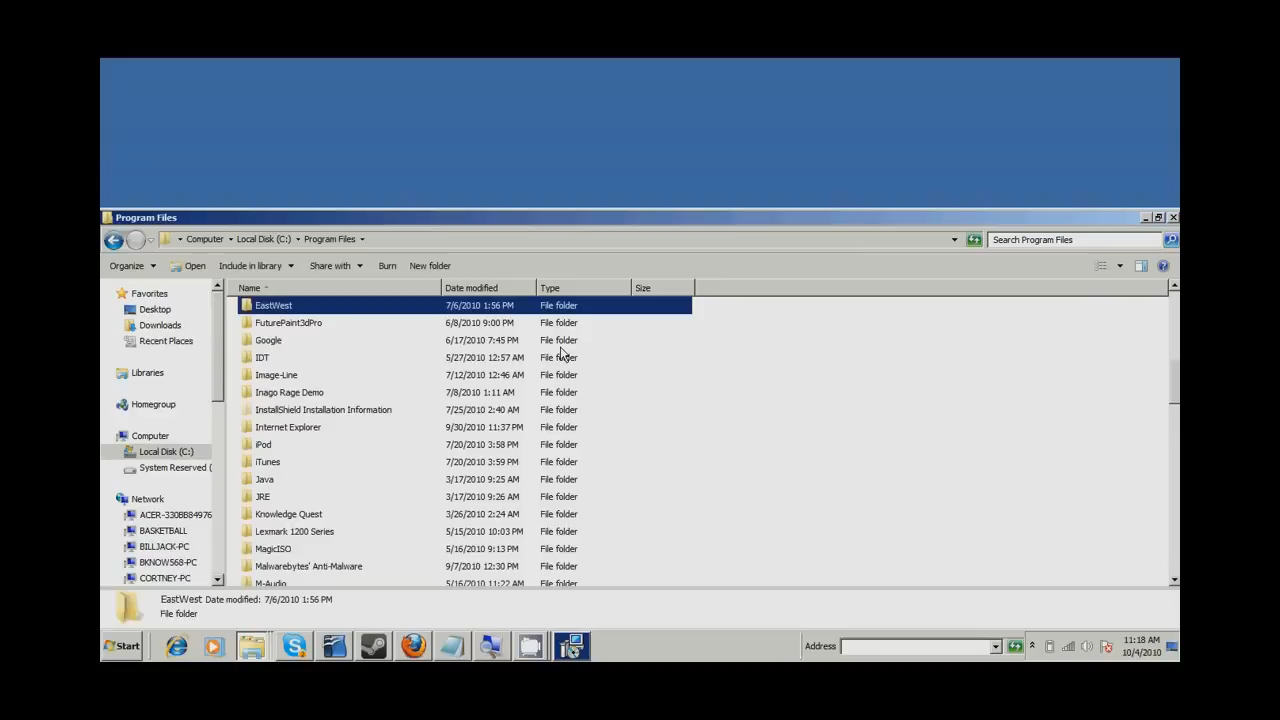 Program Files
Computer Local Disk (C:) Program Files
Search Program Files
Organize Open Include in library Share with Burn New folder
Name Date modified Type Size
Favorites
Desktop
Downloads
Recent Places
Libraries
Homegroup
Computer
Local Disk (C:)
System Reserved (
Network
ACER-330BB84976
BASKETBALL
BILLJACK-PC
BKNOW568-PC
CORTNEY-PC
EastWest 7/6/2010 1:56 PM File folder
FuturePaint3dPro 6/8/2010 9:00 PM File folder
Google 6/17/2010 7:45 PM File folder
IDT 5/27/2010 12:57 AM File folder
Image-Line 7/12/2010 12:46 AM File folder
Inago Rage Demo 7/8/2010 1:11 AM File folder
InstallShield Installation Information 7/25/2010 2:40 AM File folder
Internet Explorer 9/30/2010 11:37 PM File folder
iPod 7/20/2010 3:58 PM File folder
iTunes 7/20/2010 3:59 PM File folder
Java 3/17/2010 9:25 AM File folder
JRE 3/17/2010 9:26 AM File folder
Knowledge Quest 3/26/2010 2:24 AM File folder
Lexmark 1200 Series 5/15/2010 10:03 PM File folder
MagicISO 5/16/2010 9:13 PM File folder
Malwarebytes' Anti-Malware 9/7/2010 12:30 PM File folder
M-Audio 5/16/2010 11:22 AM File folder
EastWest Date modified: 7/6/2010 1:56 PM
File folder
Start
Address
11:18 AM
10/4/2010